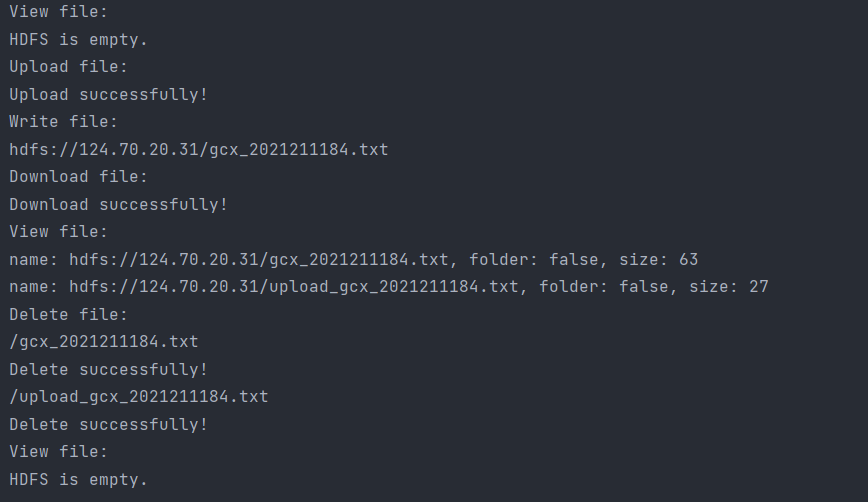 View file:
HDFS is empty.
Upload file:
Upload successfully!
Write file:
hdfs://124.70.20.31/gcx_2021211184.txt
Download file:
Download successfully!
View file:
name: hdfs://124.70.20.31/gcx_2021211184.txt, folder: false, size: 63
name: hdfs://124.70.20.31/upload_gcx_2021211184.txt, folder: false, size: 27
Delete file:
/gcx_2021211184.txt
Delete successfully!
/upload_gcx_2021211184.txt
Delete successfully!
View file:
HDFS is empty.